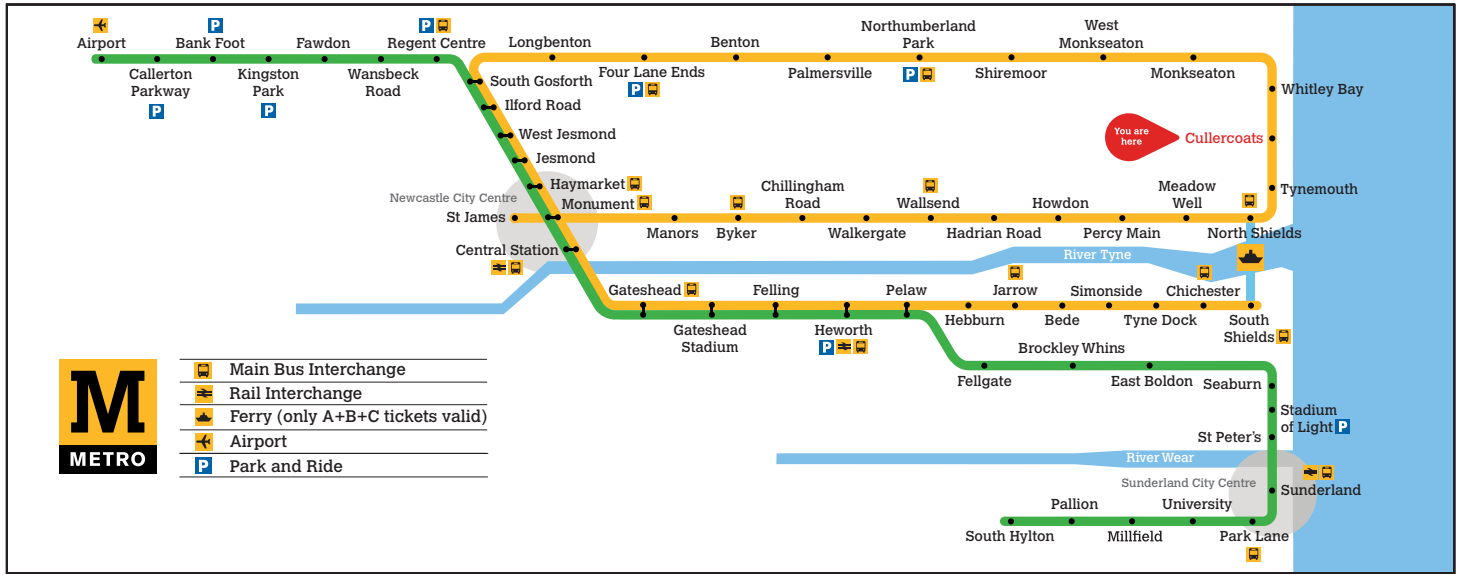 Airport
Callerton
Parkway
P
Bank Foot
P
Kingston
Park
P
Fawdon
Wansbeck
Road
P
Regent Centre
South Gosforth
Ilford Road
West Jesmond
Jesmond
Haymarket
Newcastle City Centre
Monument
St James
Central Station
Longbenton
Four Lane Ends
P
Benton
Palmersville
Northumberland
Park
P
Shiremoor
West
Monkseaton
Monkseaton
Whitley Bay
You are
here
Cullercoats
Tynemouth
North Shields
Meadow
Well
Percy Main
Howdon
Hadrian Road
Wallsend
Walkergate
Chillingham
Road
Byker
Manors
River Tyne
Gateshead
Gateshead
Stadium
Felling
Heworth
P
Pelaw
Hebburn
Jarrow
Bede
Simonside
Tyne Dock
Chichester
South
Shields
Fellgate
Brockley Whins
East Boldon
Seaburn
Stadium
of Light P
St Peter's
River Wear
Sunderland City Centre
Sunderland
Park Lane
University
Millfield
Pallion
South Hylton
M
METRO
Main Bus Interchange
Rail Interchange
Ferry (only A+B+C tickets valid)
Airport
P Park and Ride